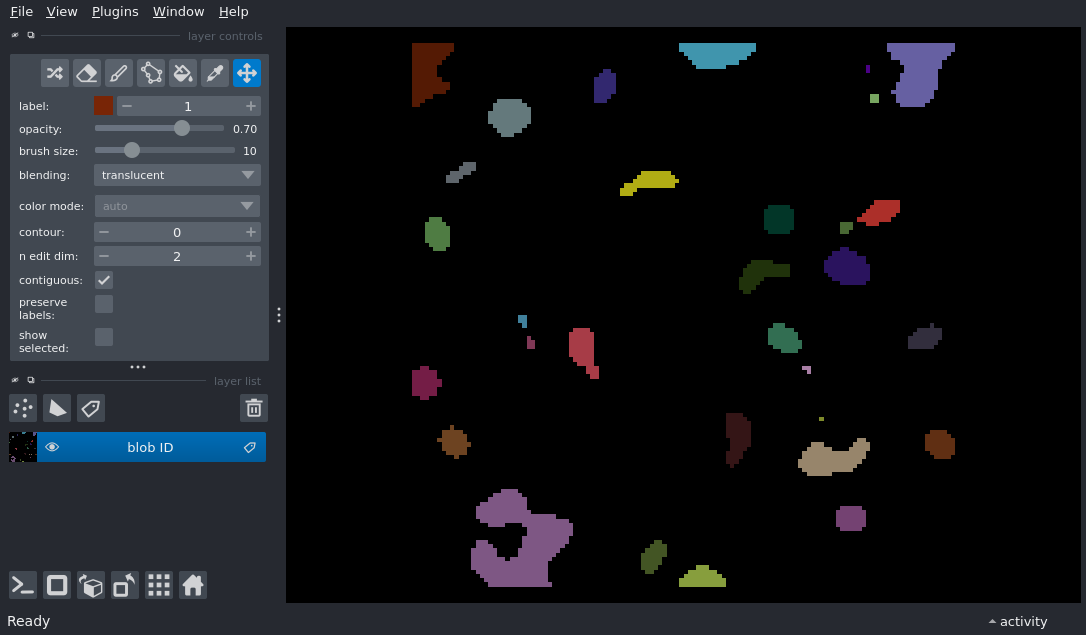 File View Plugins Window Help
layer controls
label: 1
opacity: 0.70
brush size: 10
blending: translucent
color mode: auto
contour: 0
n edit dim: 2
contiguous:
preserve
labels:
show
selected:
layer list
blob ID
Ready
activity